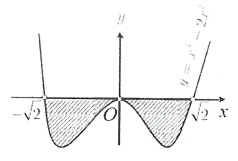 y
y = x⁴ − 2x²
−√2
O
√2
x